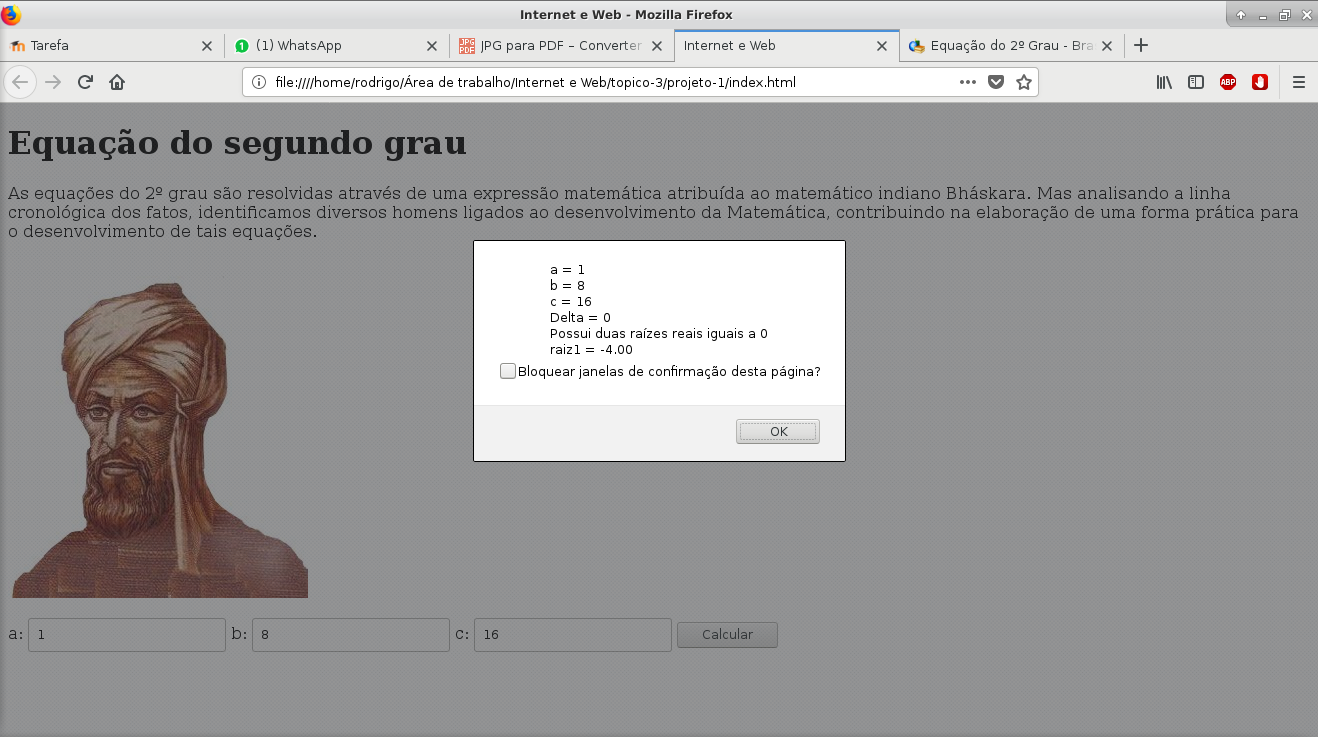 Internet e Web - Mozilla Firefox
Tarefa
(1) WhatsApp
JPG para PDF – Converter
Internet e Web
Equação do 2º Grau - Bra
file:////home/rodrigo/Área de trabalho/Internet e Web/topico-3/projeto-1/index.html
ABP
Equação do segundo grau
As equações do 2º grau são resolvidas através de uma expressão matemática atribuída ao matemático indiano Bháskara. Mas analisando a linha
cronológica dos fatos, identificamos diversos homens ligados ao desenvolvimento da Matemática, contribuindo na elaboração de uma forma prática para
o desenvolvimento de tais equações.
a = 1
b = 8
c = 16
Delta = 0
Possui duas raízes reais iguais a 0
raiz1 = -4.00
Bloquear janelas de confirmação desta página?
OK
a: 1 b: 8 c: 16 Calcular